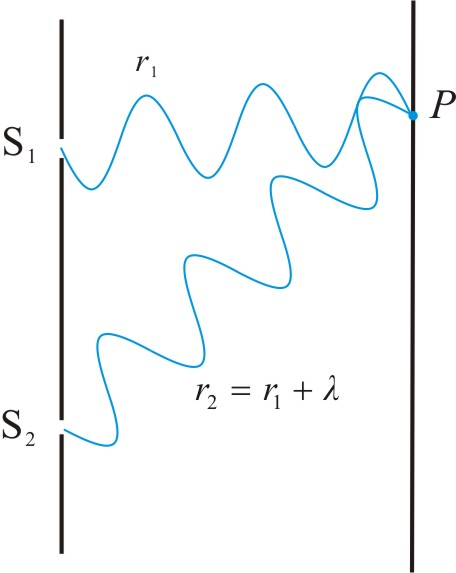 r₁
P
S₁
r₂ = r₁ + λ
S₂